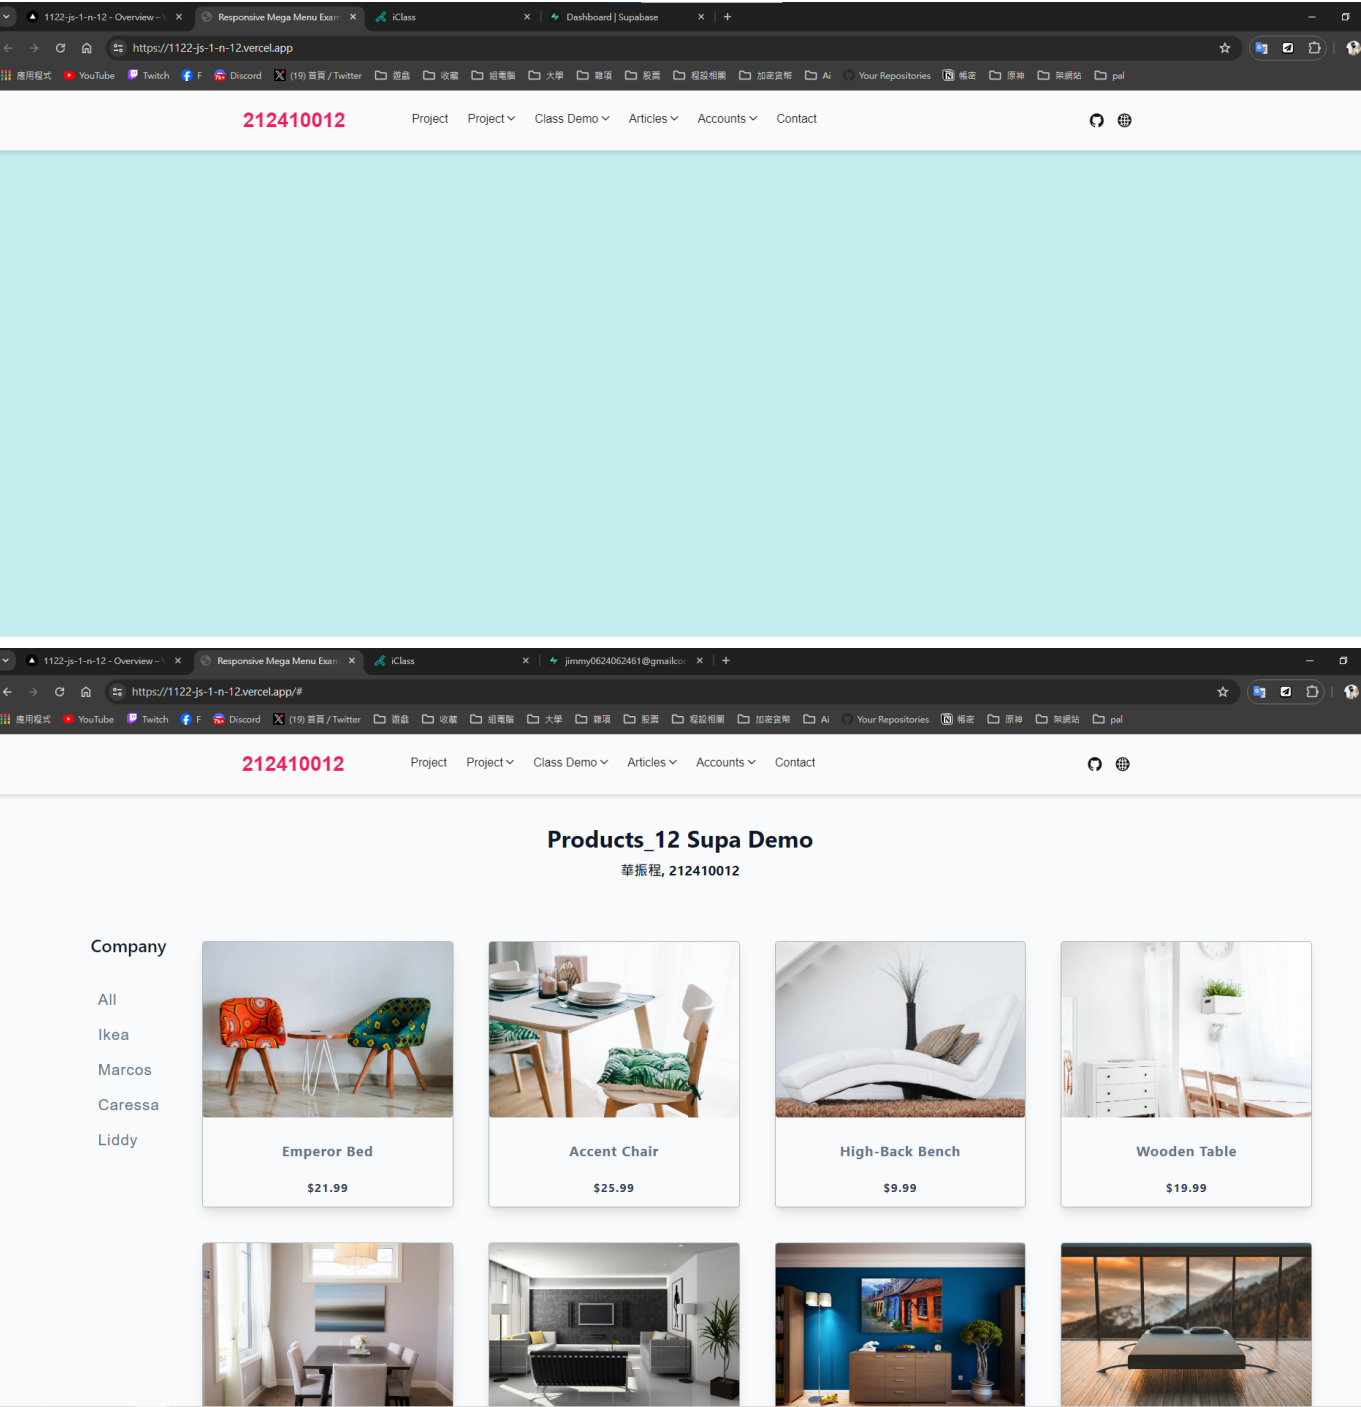 1122-js-1-n-12 - Overview –
Responsive Mega Menu Exam
iClass
Dashboard | Supabase
https://1122-js-1-n-12.vercel.app
應用程式 YouTube Twitch F Discord (19) 首頁 / Twitter 遊戲 收藏 組電腦 大學 雜項 股票 程設相關 加密貨幣 Ai Your Repositories 帳密 原神 架網站 pal
212410012 Project Project Class Demo Articles Accounts Contact
1122-js-1-n-12 - Overview –
Responsive Mega Menu Exam
iClass
jimmy0624062461@gmailcor
https://1122-js-1-n-12.vercel.app/#
應用程式 YouTube Twitch F Discord (19) 首頁 / Twitter 遊戲 收藏 組電腦 大學 雜項 股票 程設相關 加密貨幣 Ai Your Repositories 帳密 原神 架網站 pal
212410012 Project Project Class Demo Articles Accounts Contact
Products_12 Supa Demo
華振程, 212410012
Company
All
Ikea
Marcos
Caressa
Liddy
Emperor Bed
$21.99
Accent Chair
$25.99
High-Back Bench
$9.99
Wooden Table
$19.99